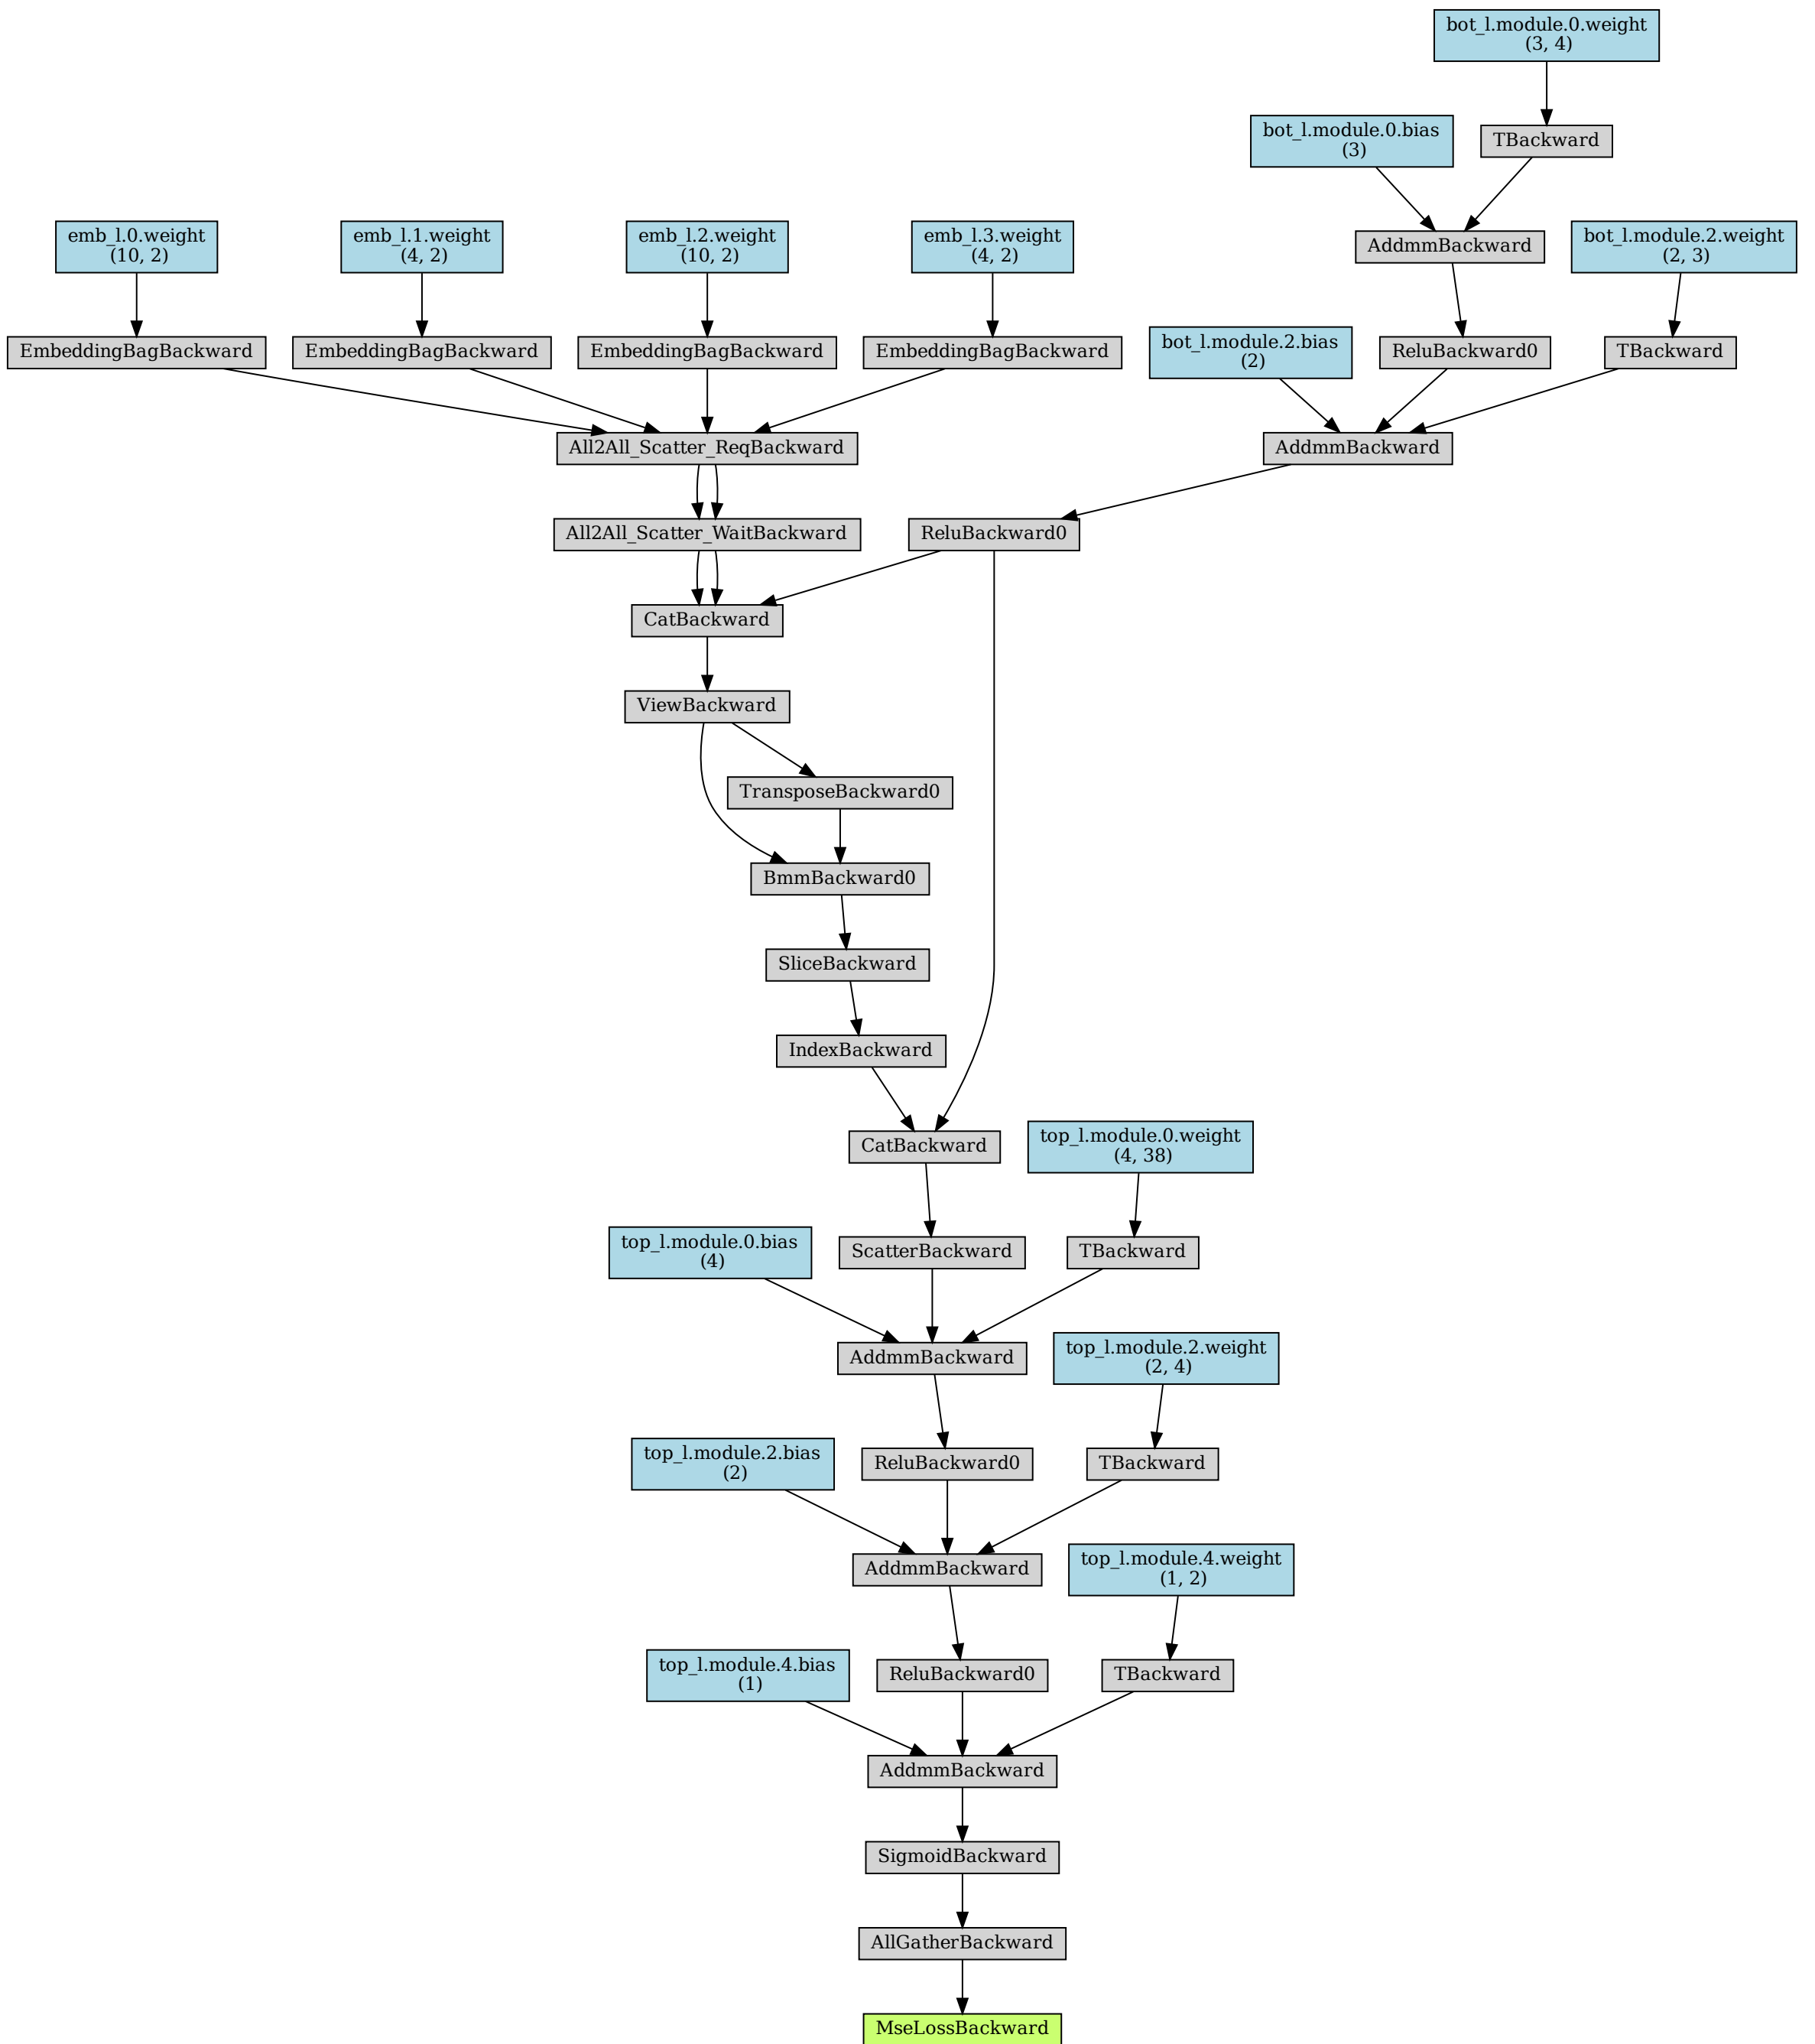 bot_l.module.0.weight
(3, 4)
bot_l.module.0.bias
(3)
TBackward
emb_l.0.weight
(10, 2)
emb_l.1.weight
(4, 2)
emb_l.2.weight
(10, 2)
emb_l.3.weight
(4, 2)
AddmmBackward
bot_l.module.2.weight
(2, 3)
EmbeddingBagBackward
EmbeddingBagBackward
EmbeddingBagBackward
EmbeddingBagBackward
bot_l.module.2.bias
(2)
ReluBackward0
TBackward
All2All_Scatter_ReqBackward
AddmmBackward
All2All_Scatter_WaitBackward
ReluBackward0
CatBackward
ViewBackward
TransposeBackward0
BmmBackward0
SliceBackward
IndexBackward
CatBackward
top_l.module.0.weight
(4, 38)
top_l.module.0.bias
(4)
ScatterBackward
TBackward
AddmmBackward
top_l.module.2.weight
(2, 4)
top_l.module.2.bias
(2)
ReluBackward0
TBackward
AddmmBackward
top_l.module.4.weight
(1, 2)
top_l.module.4.bias
(1)
ReluBackward0
TBackward
AddmmBackward
SigmoidBackward
AllGatherBackward
MseLossBackward